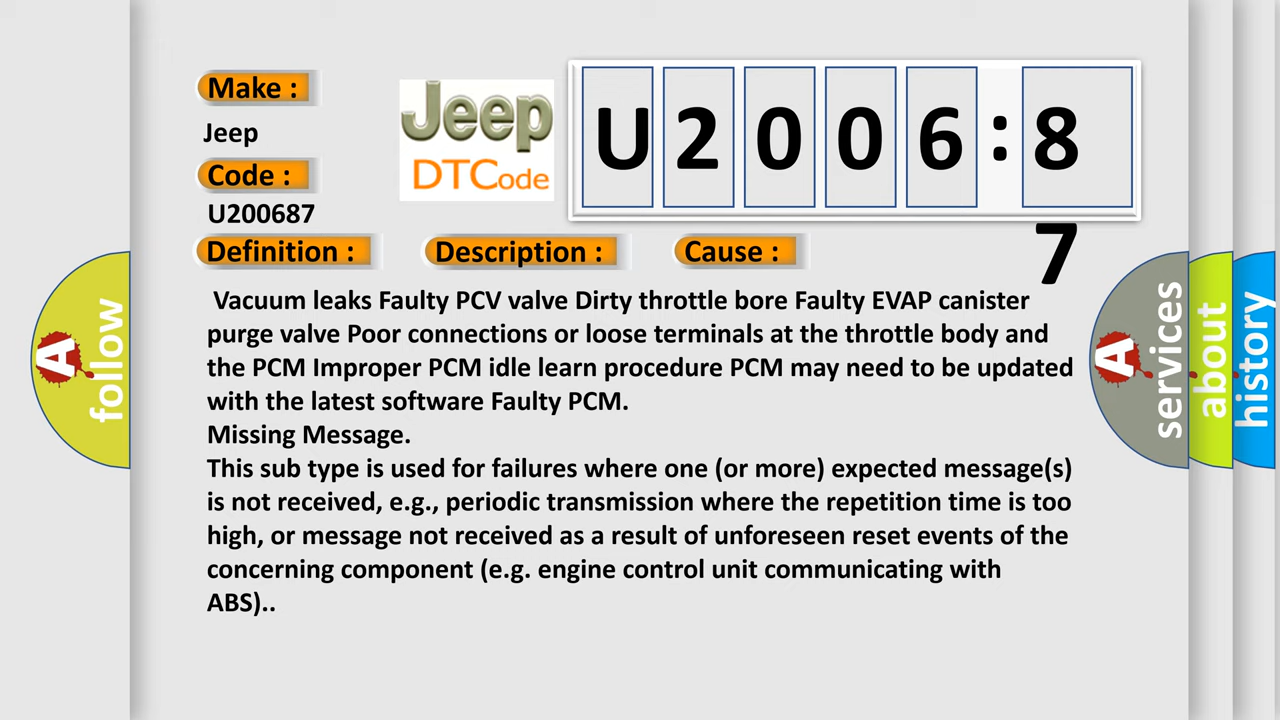 Make :
Jeep
Code :
U200687
Jeep
DTCode
U2006:8
7
Definition :
Description :
Cause :
Vacuum leaks Faulty PCV valve Dirty throttle bore Faulty EVAP canister
purge valve Poor connections or loose terminals at the throttle body and
the PCM Improper PCM idle learn procedure PCM may need to be updated
with the latest software Faulty PCM.
Missing Message.
This sub type is used for failures where one (or more) expected message(s)
is not received, e.g., periodic transmission where the repetition time is too
high, or message not received as a result of unforeseen reset events of the
concerning component (e.g. engine control unit communicating with
ABS)..
A follow
A services
about
history